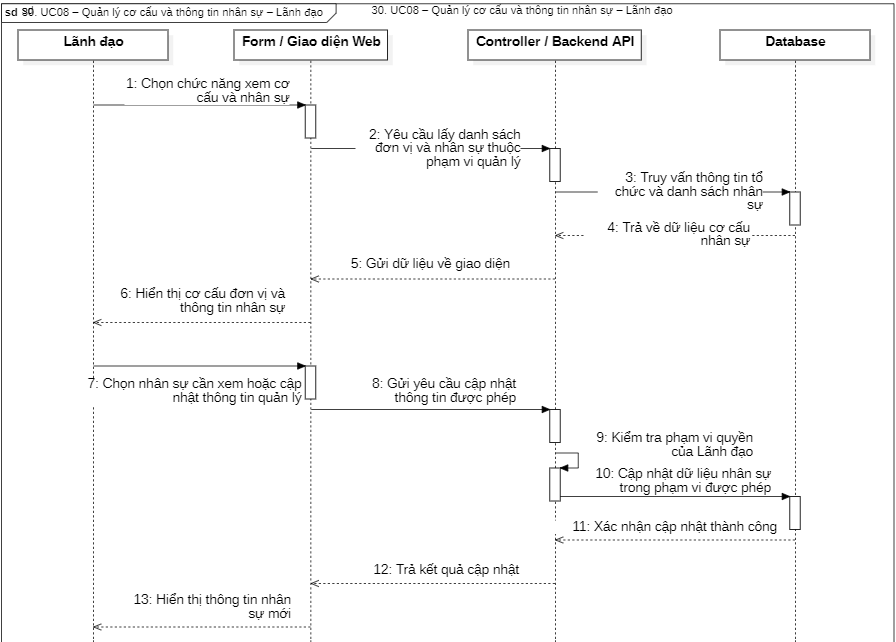 sd 30. UC08 – Quản lý cơ cấu và thông tin nhân sự – Lãnh đạo
30. UC08 – Quản lý cơ cấu và thông tin nhân sự – Lãnh đạo
Lãnh đạo
Form / Giao diện Web
Controller / Backend API
Database
1: Chọn chức năng xem cơ
cấu và nhân sự
2: Yêu cầu lấy danh sách
đơn vị và nhân sự thuộc
phạm vi quản lý
3: Truy vấn thông tin tổ
chức và danh sách nhân
sự
4: Trả về dữ liệu cơ cấu
nhân sự
5: Gửi dữ liệu về giao diện
6: Hiển thị cơ cấu đơn vị và
thông tin nhân sự
7: Chọn nhân sự cần xem hoặc cập
nhật thông tin quản lý
8: Gửi yêu cầu cập nhật
thông tin được phép
9: Kiểm tra phạm vi quyền
của Lãnh đạo
10: Cập nhật dữ liệu nhân sự
trong phạm vi được phép
11: Xác nhận cập nhật thành công
12: Trả kết quả cập nhật
13: Hiển thị thông tin nhân
sự mới